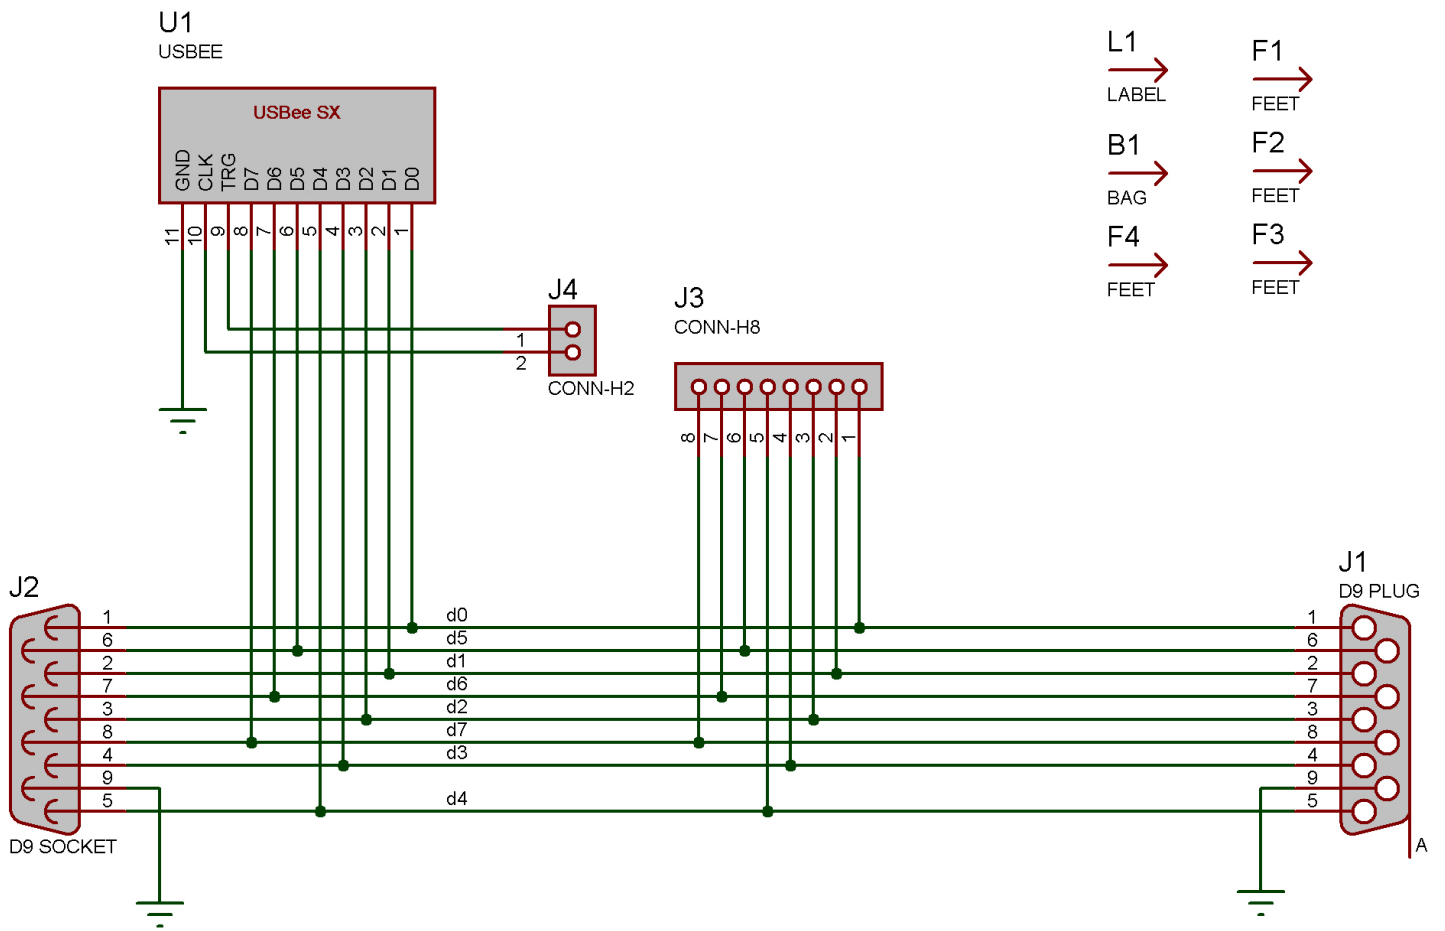 U1
USBEE
USBee SX
GND
CLK
TRG
D7
D6
D5
D4
D3
D2
D1
D0
11
10
9
8
7
6
5
4
3
2
1
L1
LABEL
F1
FEET
B1
BAG
F2
FEET
F4
FEET
F3
FEET
J4
1
2
CONN-H2
J3
CONN-H8
8
7
6
5
4
3
2
1
J2
1
6
2
7
3
8
4
9
5
D9 SOCKET
d0
d5
d1
d6
d2
d7
d3
d4
J1
D9 PLUG
1
6
2
7
3
8
4
9
5
A